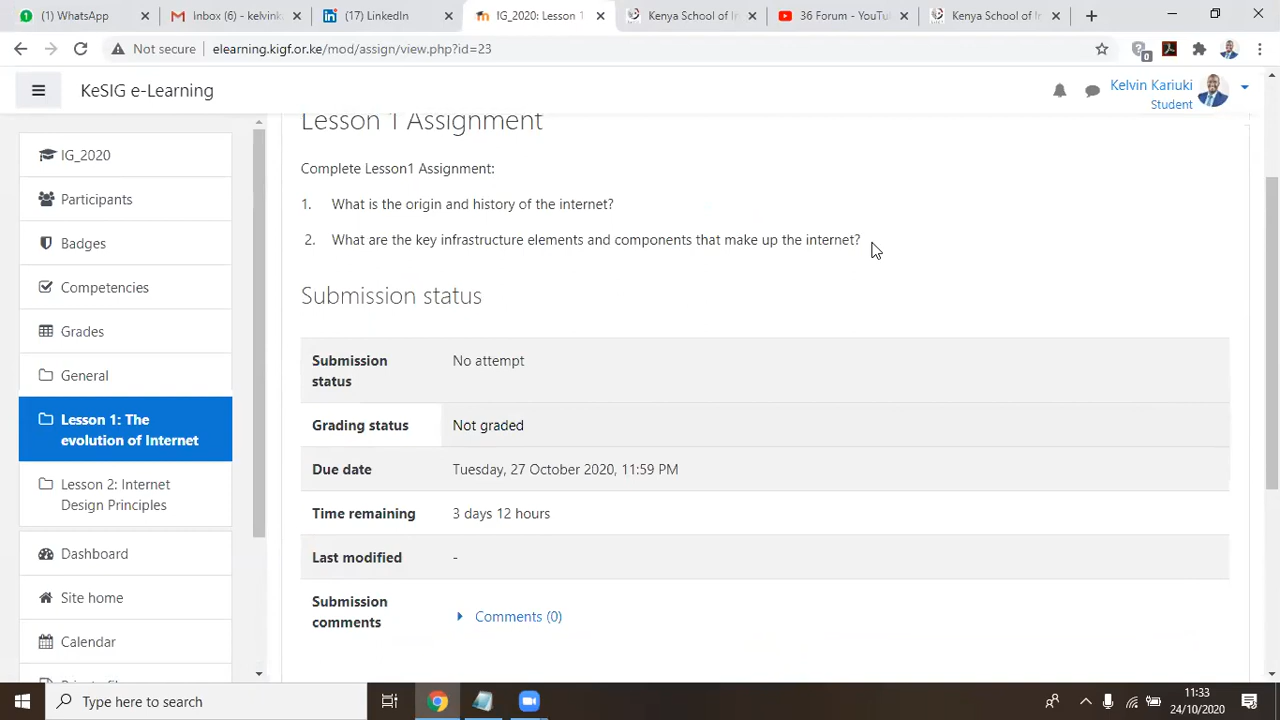 (1) WhatsApp
Inbox (6) - kelvink
(17) LinkedIn
IG_2020: Lesson 1
Kenya School of In
36 Forum - YouTu
Kenya School of In
Not secure
elearning.kigf.or.ke/mod/assign/view.php?id=23
0
KeSIG e-Learning
Kelvin Kariuki
Student
IG_2020
Participants
Badges
Competencies
Grades
General
Lesson 1: The
evolution of Internet
Lesson 2: Internet
Design Principles
Dashboard
Site home
Calendar
Lesson 1 Assignment
Complete Lesson1 Assignment:
1. What is the origin and history of the internet?
2. What are the key infrastructure elements and components that make up the internet?
Submission status
Submission
status
No attempt
Grading status
Not graded
Due date
Tuesday, 27 October 2020, 11:59 PM
Time remaining
3 days 12 hours
Last modified
-
Submission
comments
Comments (0)
Type here to search
11:33
24/10/2020